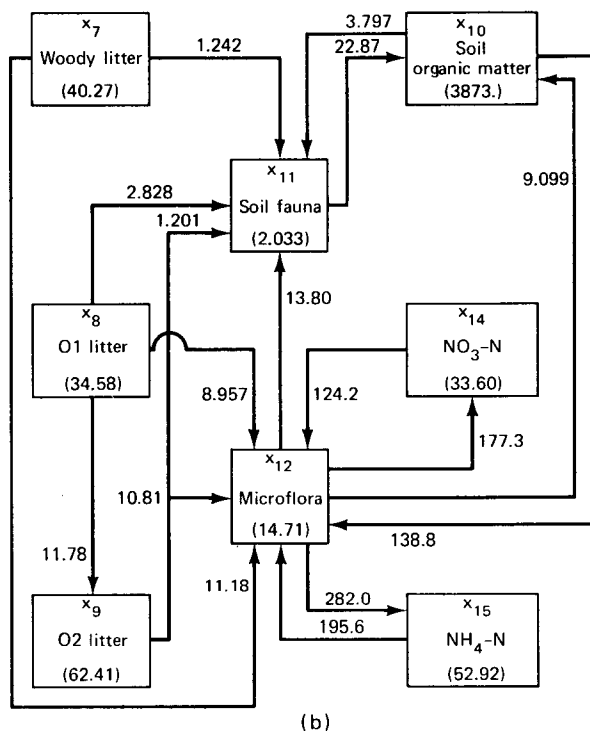 x7
Woody litter
(40.27)
1.242
3.797
22.87
x10
Soil
organic matter
(3873.)
9.099
x11
Soil fauna
(2.033)
2.828
1.201
13.80
x8
O1 litter
(34.58)
8.957
x14
NO3-N
(33.60)
124.2
177.3
x12
Microflora
(14.71)
10.81
138.8
11.78
11.18
x9
O2 litter
(62.41)
282.0
195.6
x15
NH4-N
(52.92)
(b)